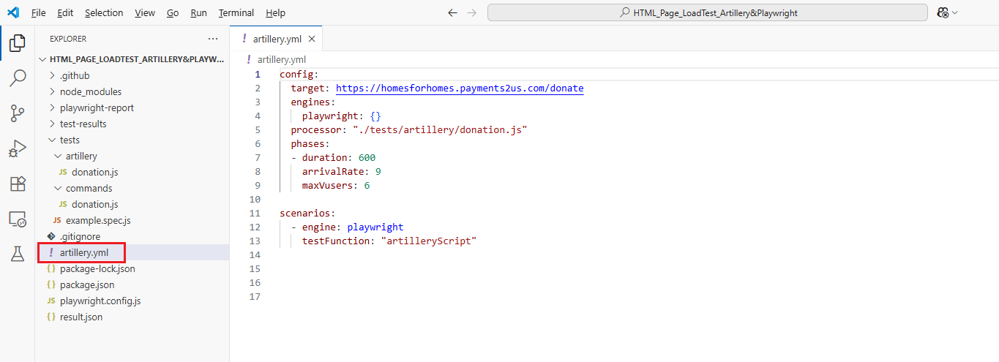 File Edit Selection View Go Run Terminal Help
HTML_Page_LoadTest_Artillery&Playwright
EXPLORER
HTML_PAGE_LOADTEST_ARTILLERY&PLAYW...
.github
node_modules
playwright-report
test-results
tests
artillery
JS donation.js
commands
JS donation.js
JS example.spec.js
.gitignore
! artillery.yml
{ } package-lock.json
{ } package.json
JS playwright.config.js
{ } result.json
! artillery.yml
! artillery.yml
1 config:
2 target: https://homesforhomes.payments2us.com/donate
3 engines:
4 playwright: {}
5 processor: "./tests/artillery/donation.js"
6 phases:
7 - duration: 600
8 arrivalRate: 9
9 maxVusers: 6
10
11 scenarios:
12 - engine: playwright
13 testFunction: "artilleryScript"
14
15
16
17